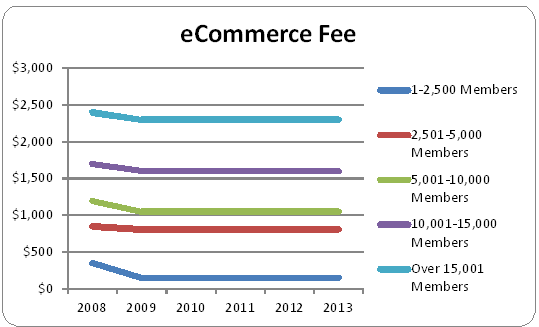 eCommerce Fee
$3,000
$2,500
$2,000
$1,500
$1,000
$500
$0
2008 2009 2010 2011 2012 2013
1-2,500 Members
2,501-5,000
Members
5,001-10,000
Members
10,001-15,000
Members
Over 15,001
Members